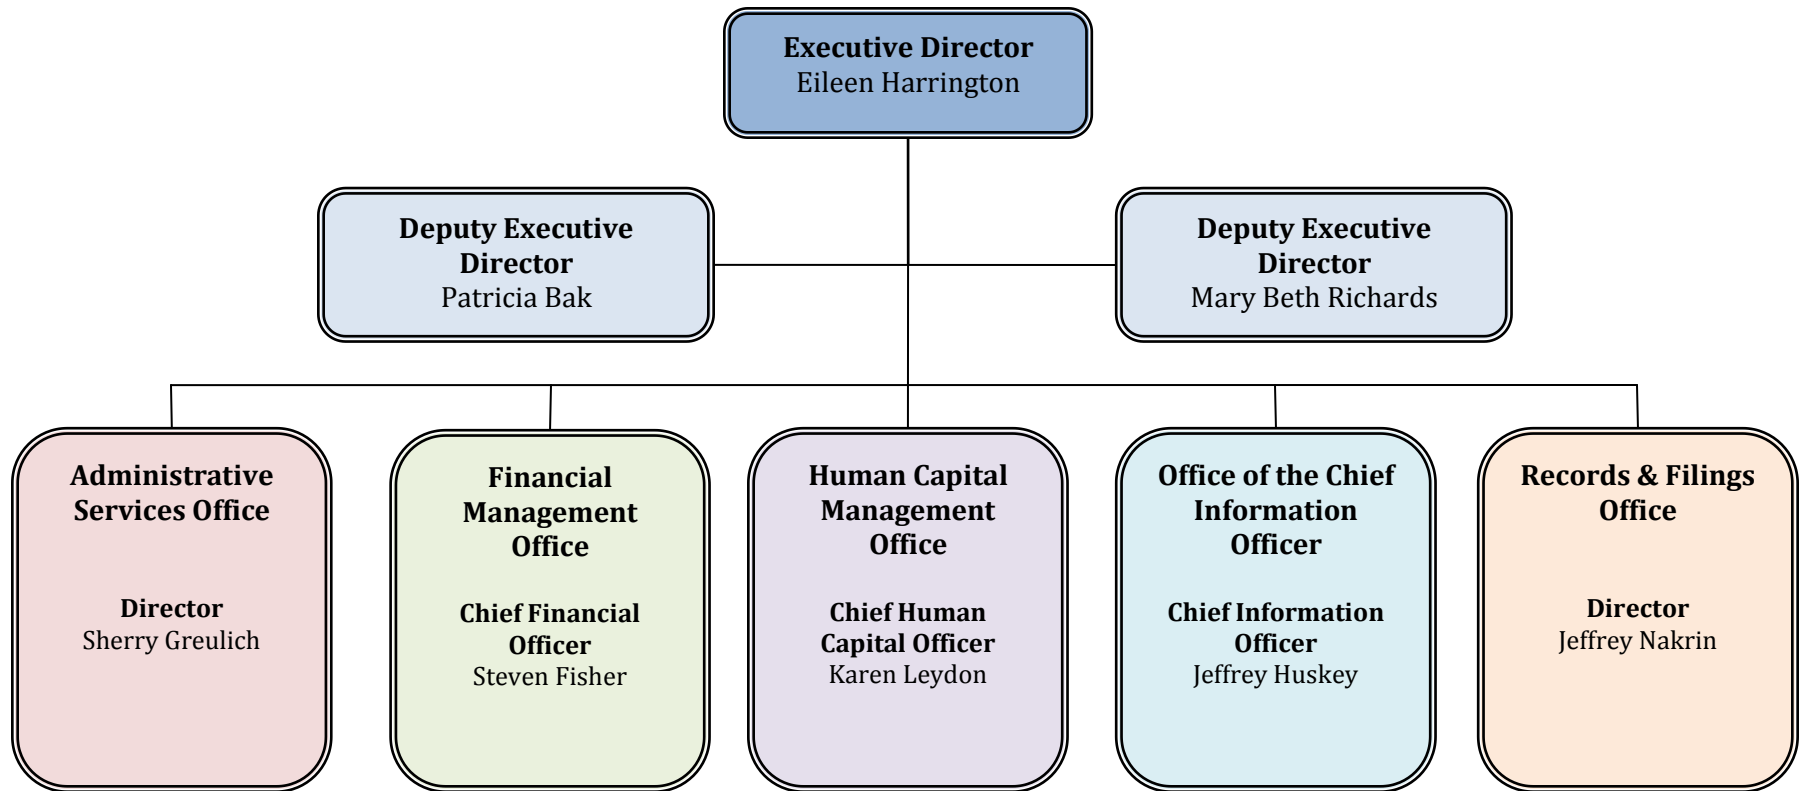 Executive Director
Eileen Harrington
Deputy Executive
Director
Patricia Bak
Deputy Executive
Director
Mary Beth Richards
Administrative
Services Office
Director
Sherry Greulich
Financial
Management
Office
Chief Financial
Officer
Steven Fisher
Human Capital
Management
Office
Chief Human
Capital Officer
Karen Leydon
Office of the Chief
Information
Officer
Chief Information
Officer
Jeffrey Huskey
Records & Filings
Office
Director
Jeffrey Nakrin